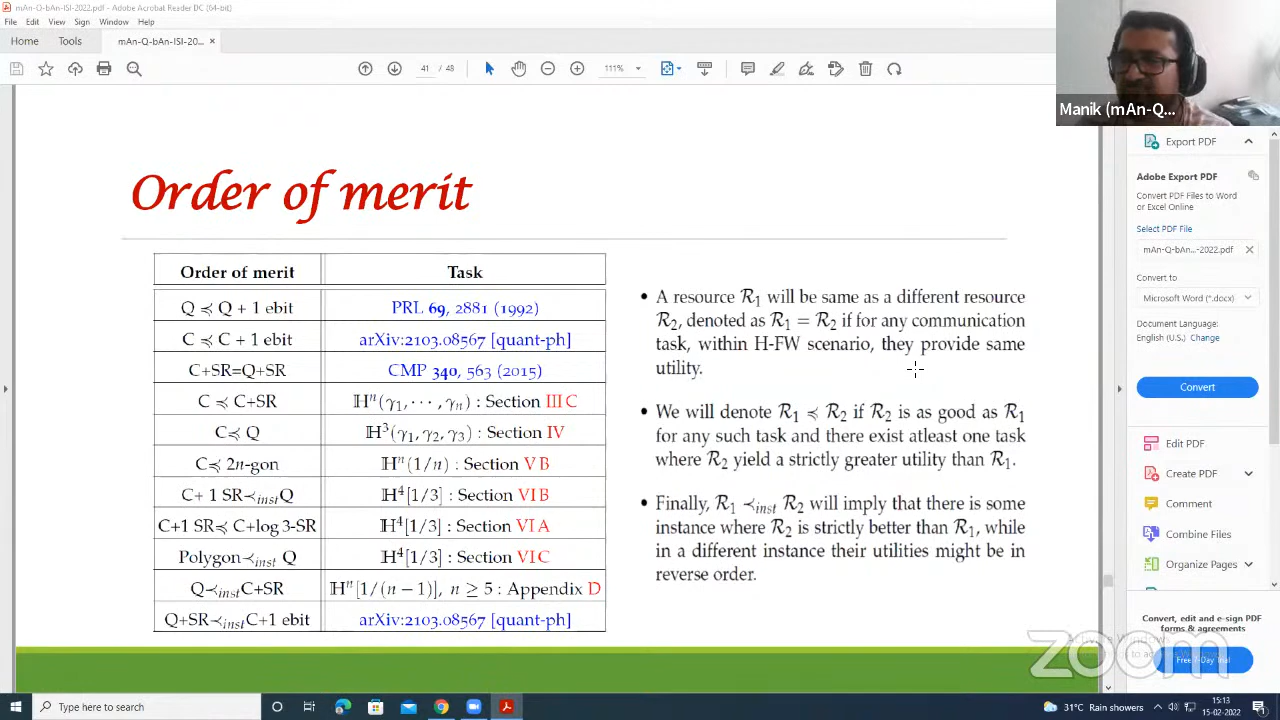 mAn-Q-bAn-ISI-2022.pdf - Adobe Acrobat Reader DC (64-bit)
File Edit View Sign Window Help
Home Tools mAn-Q-bAn-ISI-20... ×
41 / 48 111%
Manik (mAn-Q...
Order of merit
Order of merit Task
Q ≼ Q + 1 ebit PRL 69, 2881 (1992)
C ≼ C + 1 ebit arXiv:2103.08567 [quant-ph]
C+SR=Q+SR CMP 340, 563 (2015)
C ≼ C+SR ℍⁿ(γ₁, ⋯, γₙ) : Section III C
C≼ Q ℍ³(γ₁, γ₂, γ₃) : Section IV
C≼ 2n-gon ℍⁿ(1/n) : Section V B
C+ 1 SR≺inst Q ℍ⁴[1/3] : Section VI B
C+1 SR≼ C+log 3-SR ℍ⁴[1/3] : Section VI A
Polygon≺inst Q ℍ⁴[1/3] : Section VI C
Q≺inst C+SR ℍⁿ[1/(n − 1)], n ≥ 5 : Appendix D
Q+SR≺inst C+1 ebit arXiv:2103.08567 [quant-ph]
• A resource ℛ₁ will be same as a different resource
ℛ₂, denoted as ℛ₁ = ℛ₂ if for any communication
task, within H-FW scenario, they provide same
utility.
• We will denote ℛ₁ ≼ ℛ₂ if ℛ₂ is as good as ℛ₁
for any such task and there exist atleast one task
where ℛ₂ yield a strictly greater utility than ℛ₁.
• Finally, ℛ₁ ≺inst ℛ₂ will imply that there is some
instance where ℛ₂ is strictly better than ℛ₁, while
in a different instance their utilities might be in
reverse order.
Export PDF
Adobe Export PDF
Convert PDF Files to Word
or Excel Online
Select PDF File
mAn-Q-bAn...-2022.pdf ×
Convert to
Microsoft Word (*.docx)
Document Language:
English (U.S.) Change
Convert
Edit PDF
Create PDF
Comment
Combine Files
Organize Pages
Convert, edit and e-sign PDF
forms & agreements
Free 7-Day Trial
zoom
Type here to search
31°C Rain showers
15:13
15-02-2022